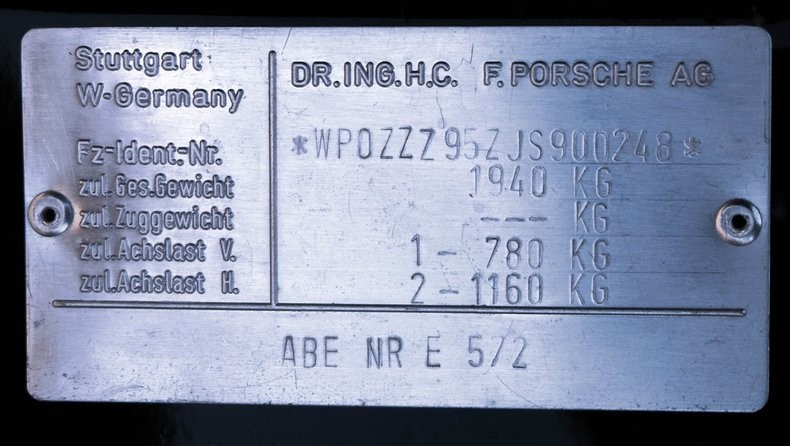 Stuttgart
W-Germany
DR.ING.H.C. F.PORSCHE AG
Fz-Ident.-Nr. *WP0ZZZ95ZJS900248*
zul.Ges.Gewicht 1940 KG
zul.Zuggewicht --- KG
zul.Achslast V. 1 - 780 KG
zul.Achslast H. 2 - 1160 KG
ABE NR E 572